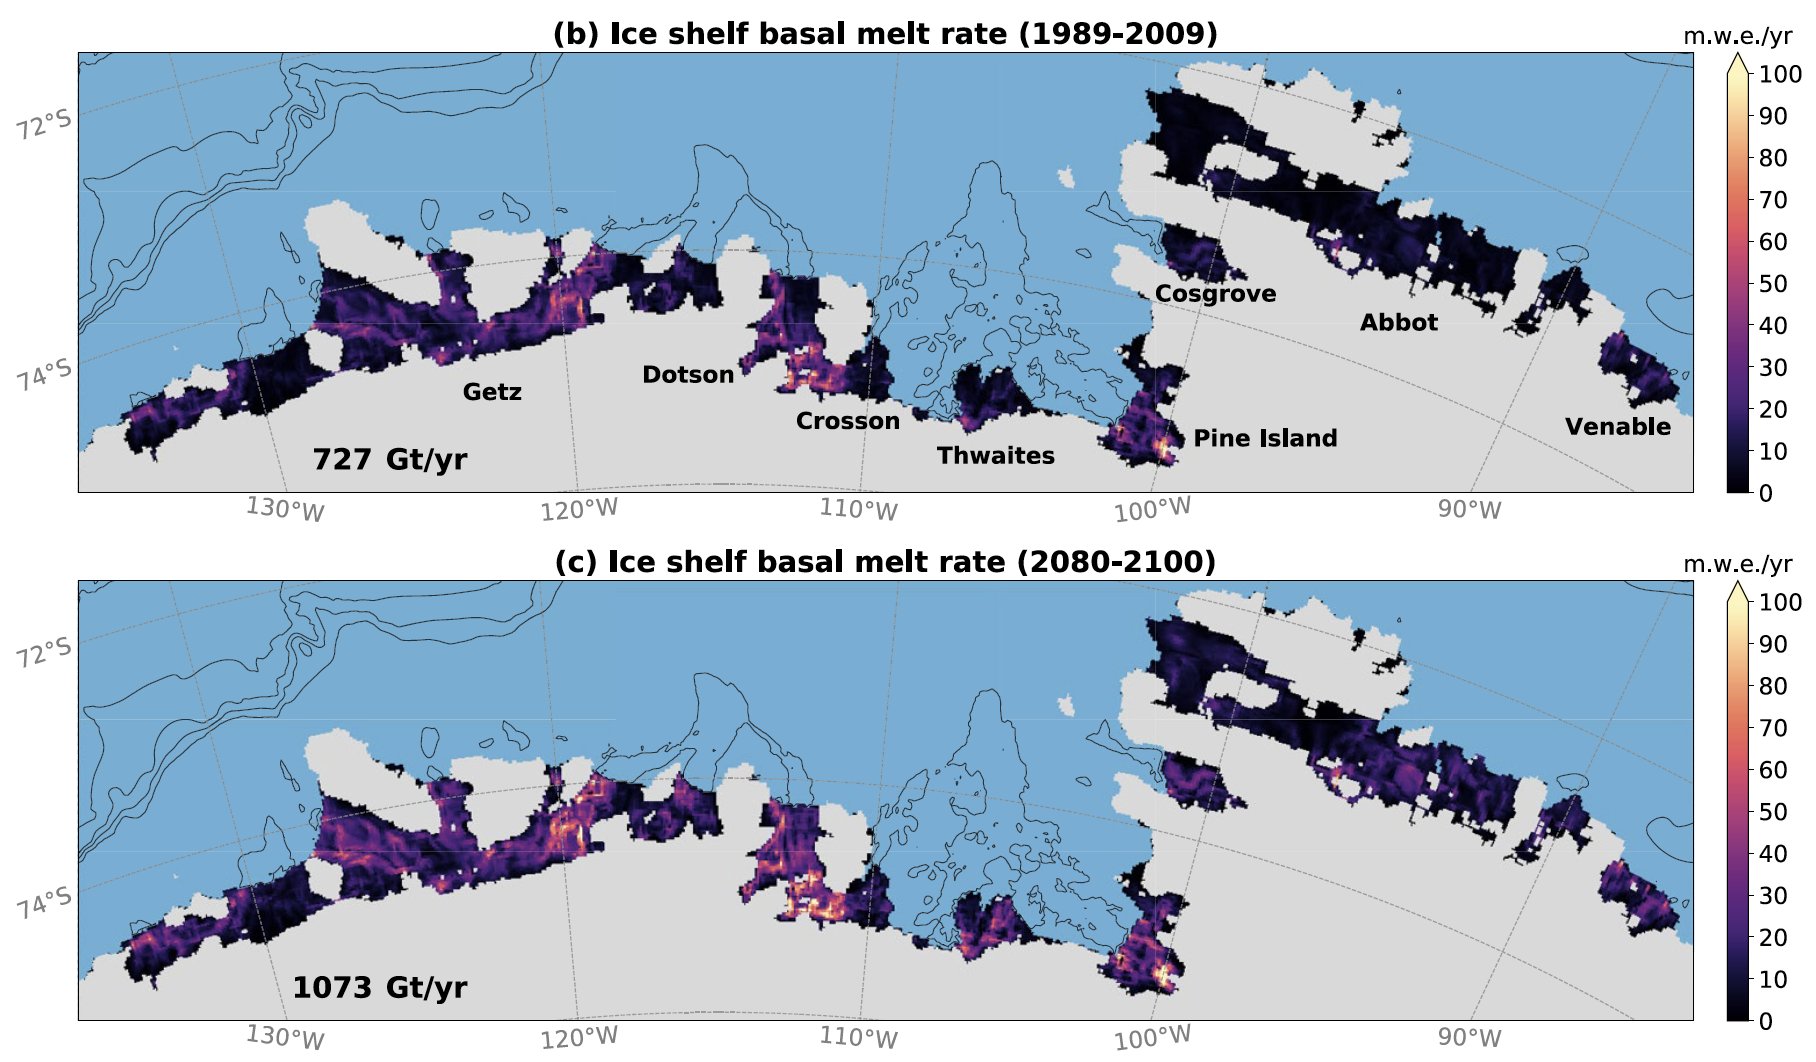 (b) Ice shelf basal melt rate (1989-2009)
m.w.e./yr
100
90
80
70
60
50
40
30
20
10
0
72°S
74°S
Cosgrove
Abbot
Dotson
Getz
Crosson
Venable
Pine Island
Thwaites
727 Gt/yr
130°W
120°W
110°W
100°W
90°W
(c) Ice shelf basal melt rate (2080-2100)
m.w.e./yr
100
90
80
70
60
50
40
30
20
10
0
72°S
74°S
1073 Gt/yr
130°W
120°W
110°W
100°W
90°W